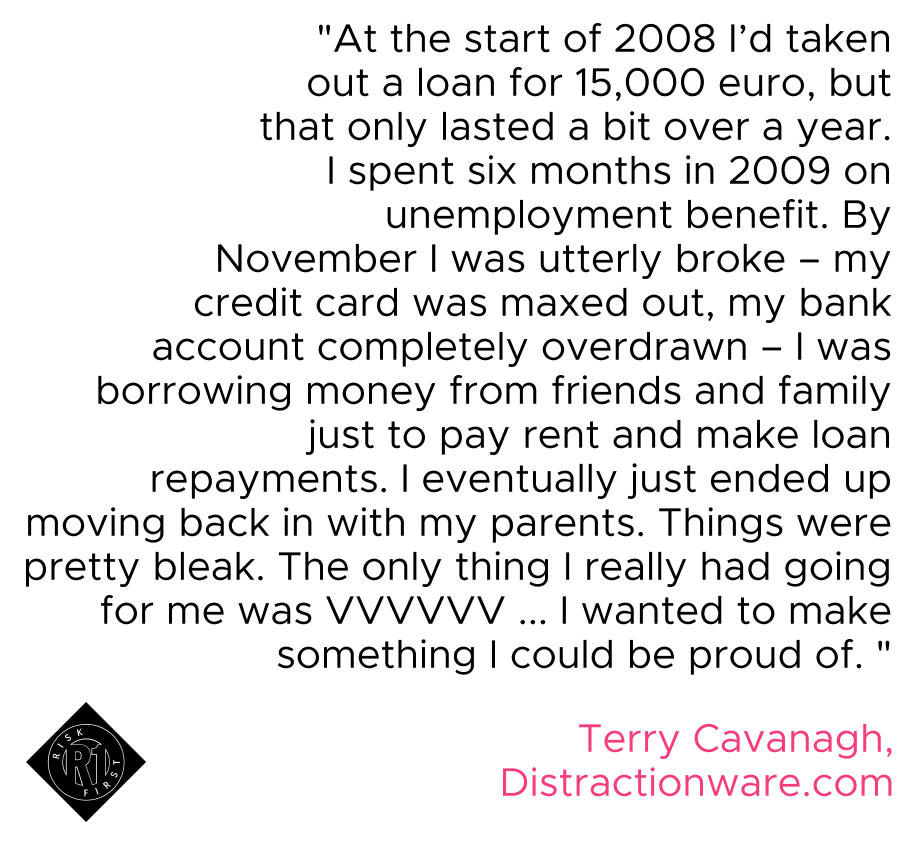 "At the start of 2008 I’d taken
out a loan for 15,000 euro, but
that only lasted a bit over a year.
I spent six months in 2009 on
unemployment benefit. By
November I was utterly broke – my
credit card was maxed out, my bank
account completely overdrawn – I was
borrowing money from friends and family
just to pay rent and make loan
repayments. I eventually just ended up
moving back in with my parents. Things were
pretty bleak. The only thing I really had going
for me was VVVVVV ... I wanted to make
something I could be proud of. "
RISK
R1
FIRST
Terry Cavanagh,
Distractionware.com